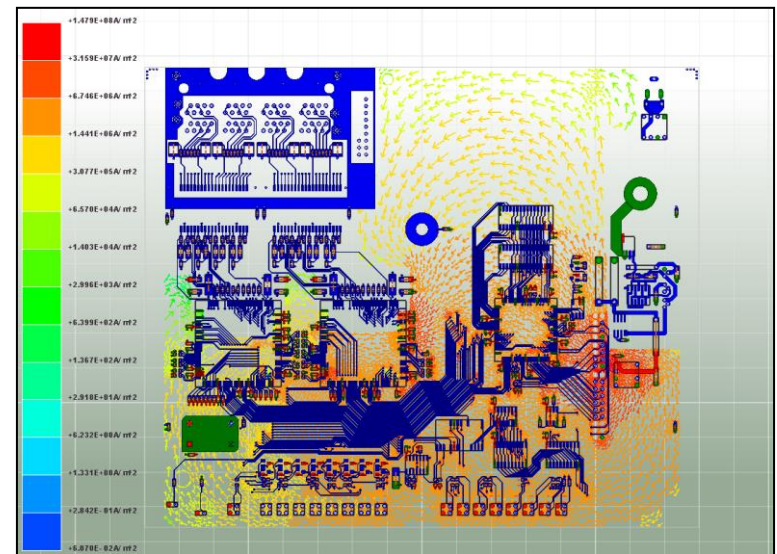 +1.479E+08A/m^2
+3.159E+07A/m^2
+6.746E+06A/m^2
+1.441E+06A/m^2
+3.077E+05A/m^2
+6.570E+04A/m^2
+1.403E+04A/m^2
+2.996E+03A/m^2
+6.399E+02A/m^2
+1.367E+02A/m^2
+2.918E+01A/m^2
+6.232E+00A/m^2
+1.331E+00A/m^2
+2.842E-01A/m^2
+6.070E-02A/m^2